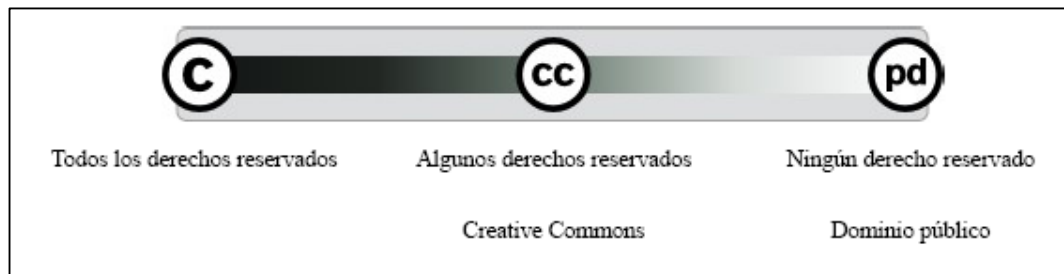 C cc pd
Todos los derechos reservados Algunos derechos reservados Ningún derecho reservado
Creative Commons Dominio público